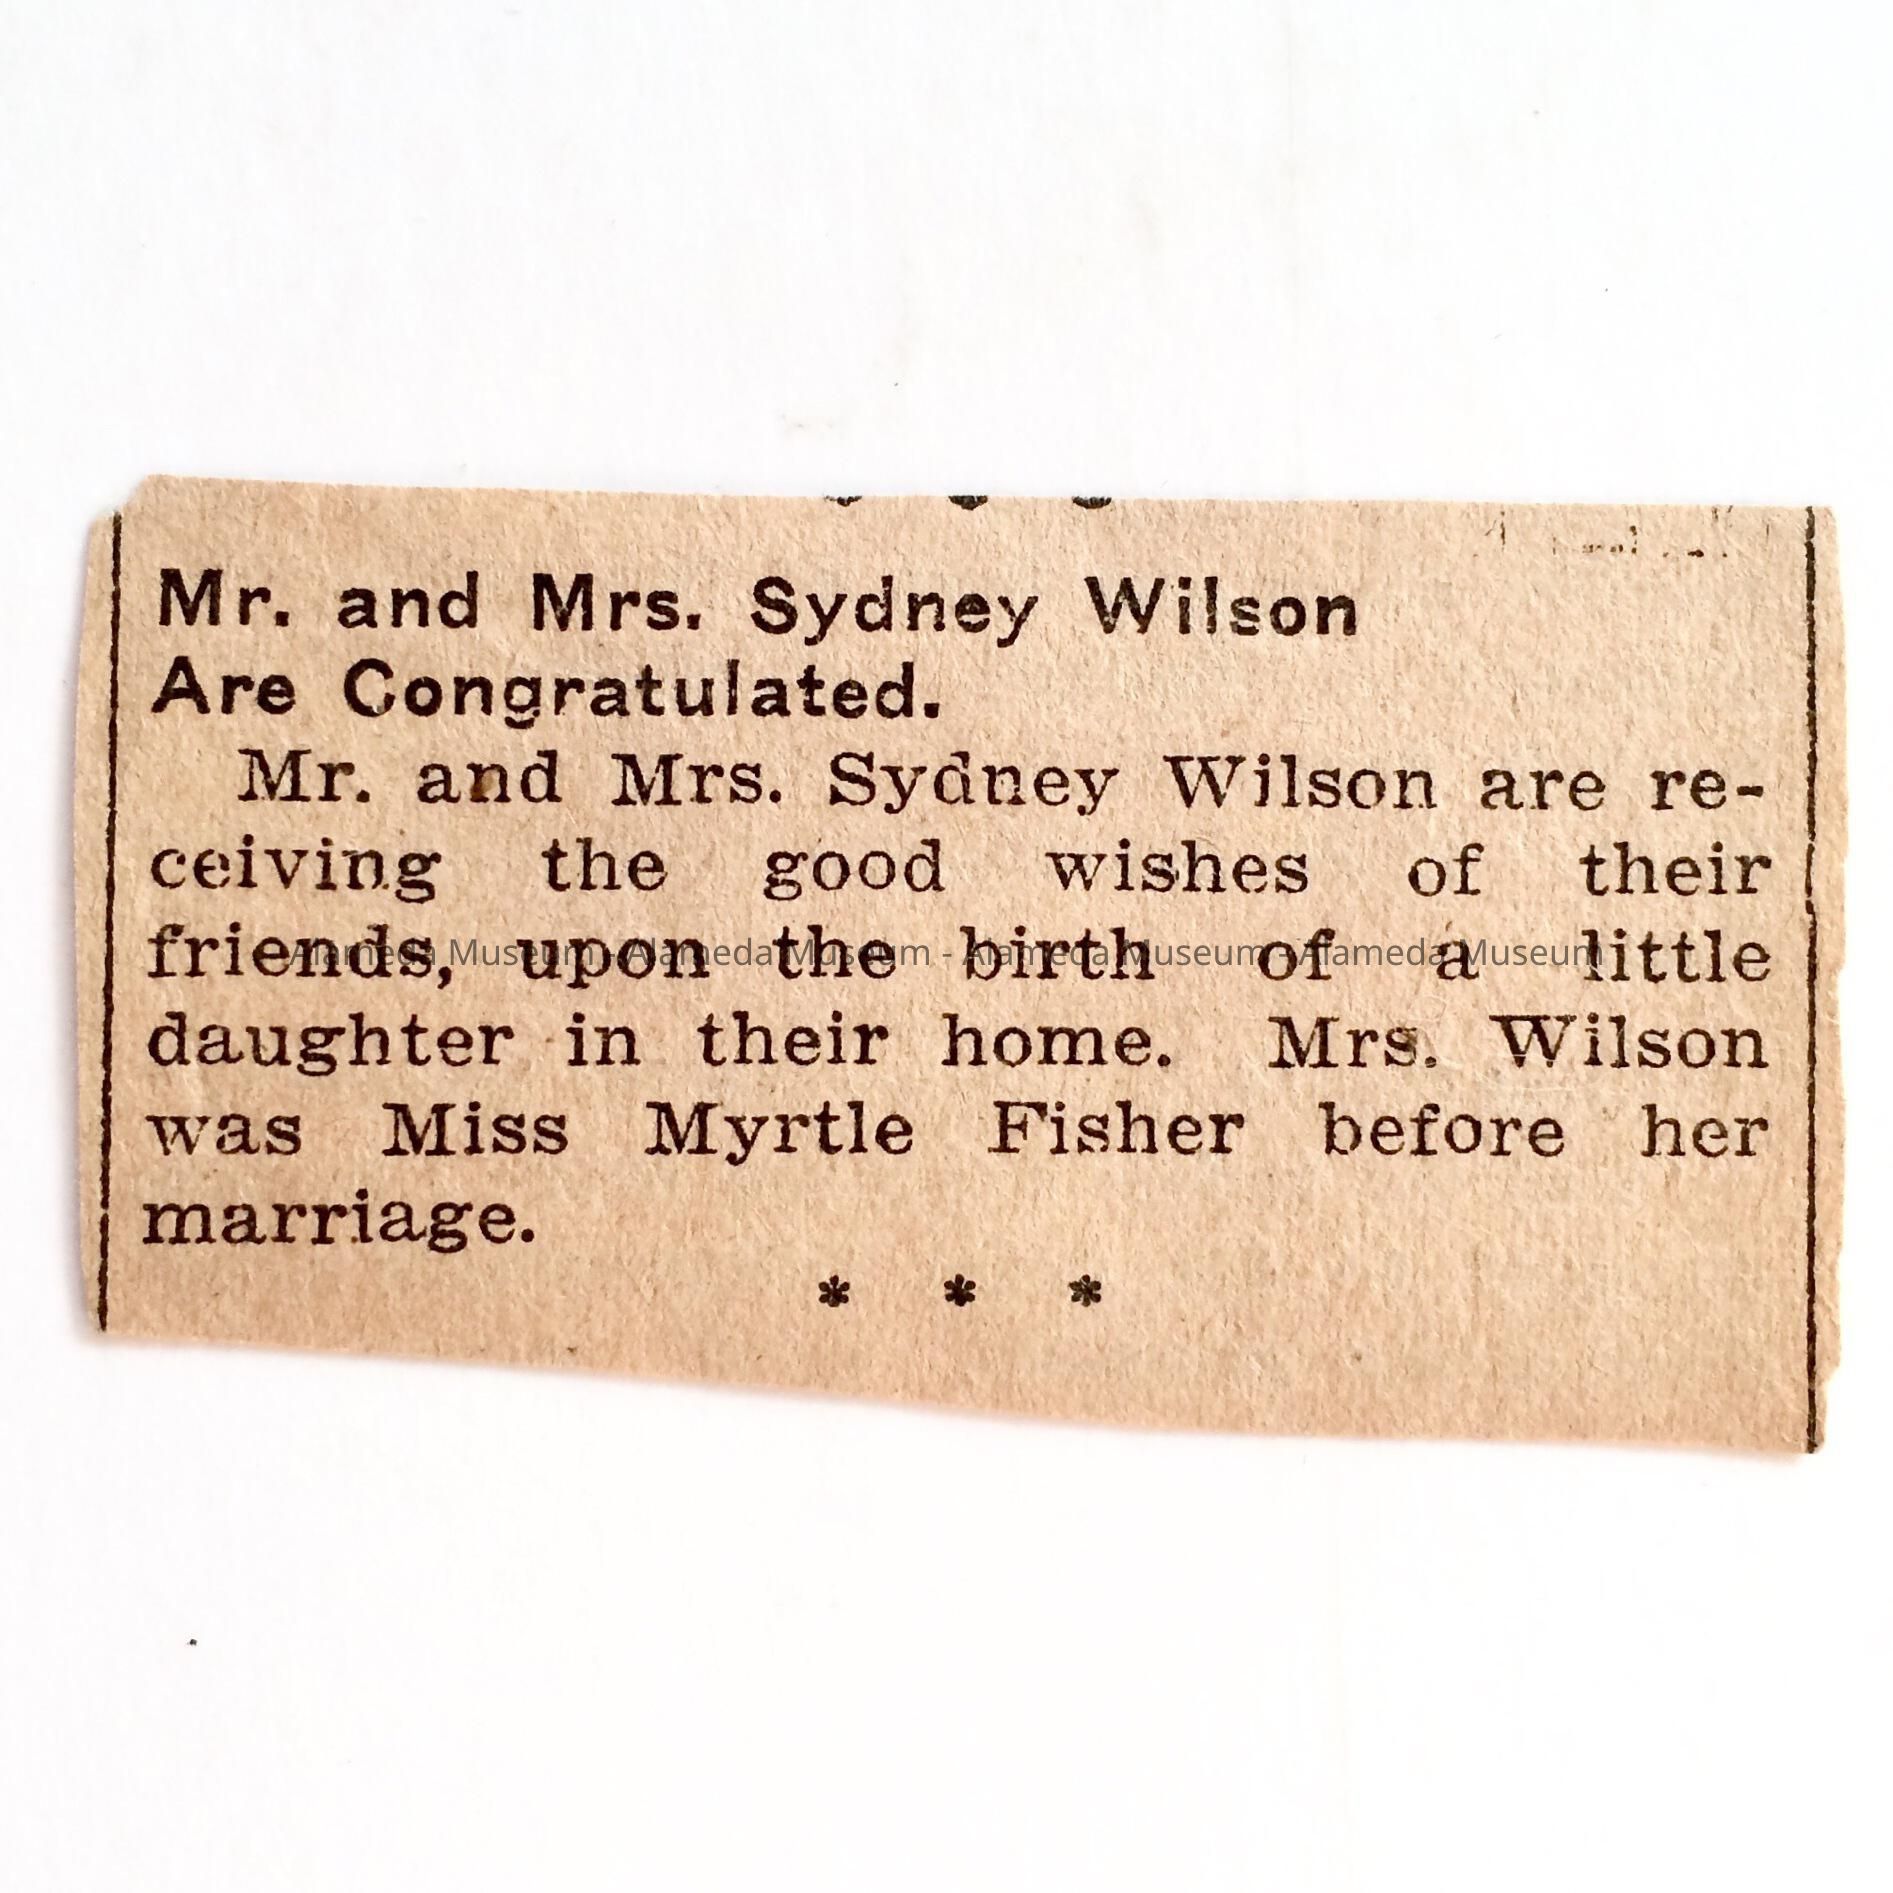 Mr. and Mrs. Sydney Wilson
Are Congratulated.
Mr. and Mrs. Sydney Wilson are re-
ceiving the good wishes of their
friends, upon the birth of a little
Alameda Museum - Alameda Museum - Alameda Museum - Alameda Museum
daughter in their home. Mrs. Wilson
was Miss Myrtle Fisher before her
marriage.
* * *